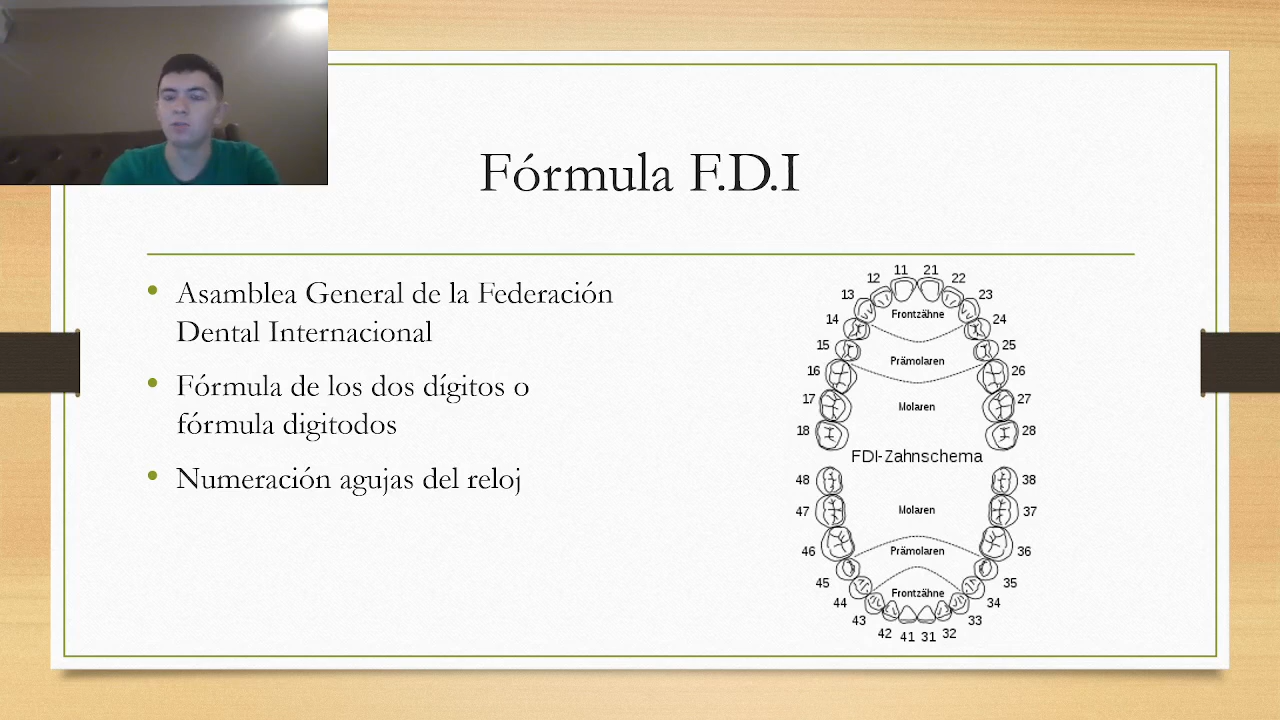 Fórmula F.D.I
• Asamblea General de la Federación
Dental Internacional
• Fórmula de los dos dígitos o
fórmula digitodos
• Numeración agujas del reloj
11 21
12 22
13 23
Frontzähne
14 24
15 25
Prämolaren
16 26
17 27
Molaren
18 28
FDI-Zahnschema
48 38
47 Molaren 37
46 Prämolaren 36
45 35
Frontzähne
44 34
43 33
42 41 31 32